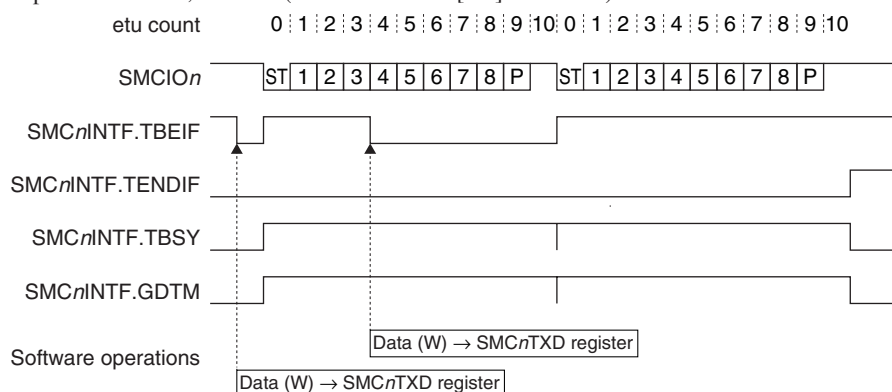 etu count 0 1 2 3 4 5 6 7 8 9 10 0 1 2 3 4 5 6 7 8 9 10
SMCIOn ST 1 2 3 4 5 6 7 8 P ST 1 2 3 4 5 6 7 8 P
SMCnINTF.TBEIF
SMCnINTF.TENDIF
SMCnINTF.TBSY
SMCnINTF.GDTM
Data (W) → SMCnTXD register
Software operations
Data (W) → SMCnTXD register